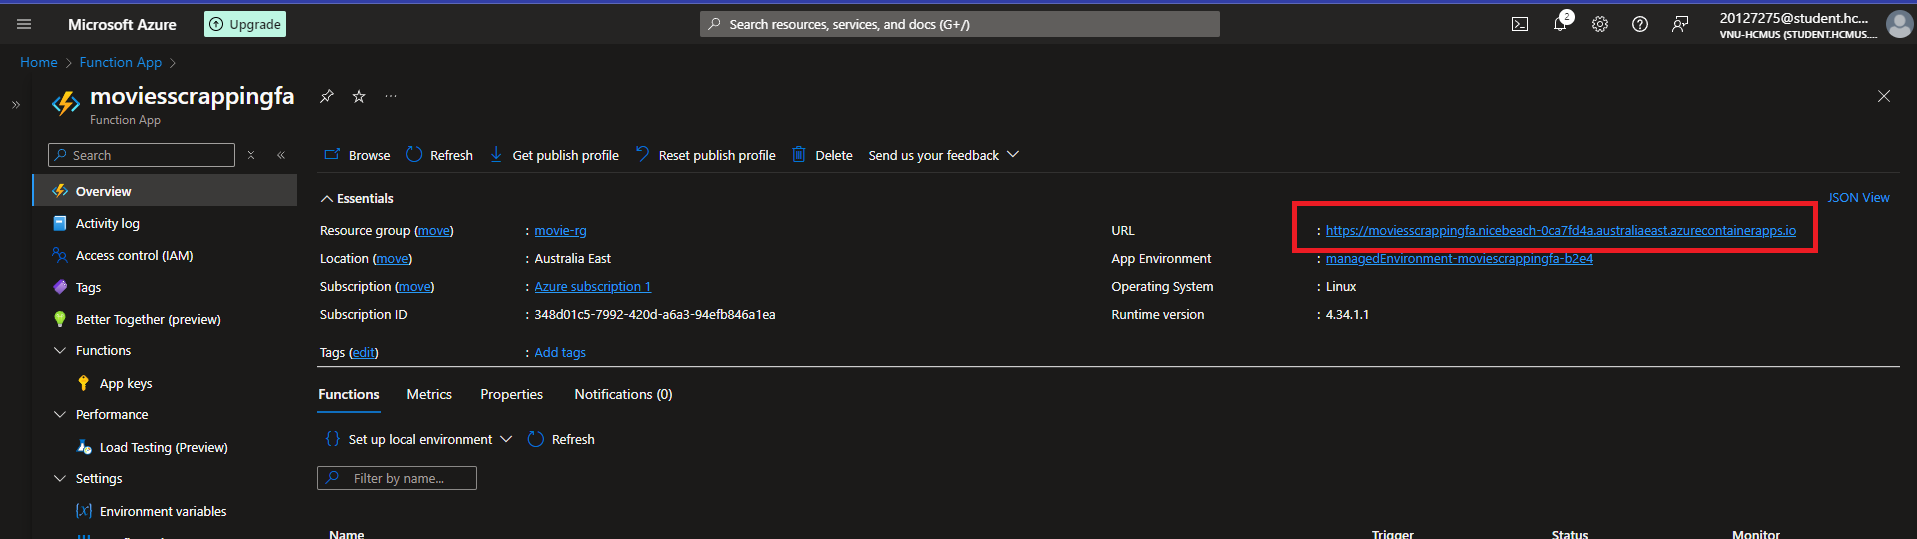 Microsoft Azure
Upgrade
Search resources, services, and docs (G+/)
2
20127275@student.hc...
VNU-HCMUS (STUDENT.HCMUS....
Home > Function App >
moviesscrappingfa
Function App
Search
Browse Refresh Get publish profile Reset publish profile Delete Send us your feedback
Overview
Activity log
Access control (IAM)
Tags
Better Together (preview)
Functions
App keys
Performance
Load Testing (Preview)
Settings
Environment variables
Essentials
JSON View
Resource group (move) : movie-rg
Location (move) : Australia East
Subscription (move) : Azure subscription 1
Subscription ID : 348d01c5-7992-420d-a6a3-94efb846a1ea
Tags (edit) : Add tags
URL : https://moviesscrappingfa.nicebeach-0ca7fd4a.australiaeast.azurecontainerapps.io
App Environment : managedEnvironment-moviescrappingfa-b2e4
Operating System : Linux
Runtime version : 4.34.1.1
Functions Metrics Properties Notifications (0)
Set up local environment Refresh
Filter by name...
Name Trigger Status Monitor